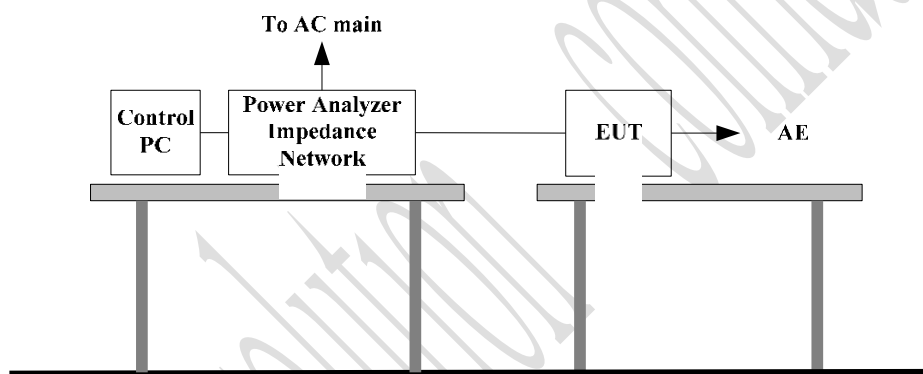 To AC main
Control
PC
Power Analyzer
Impedance
Network
EUT
AE